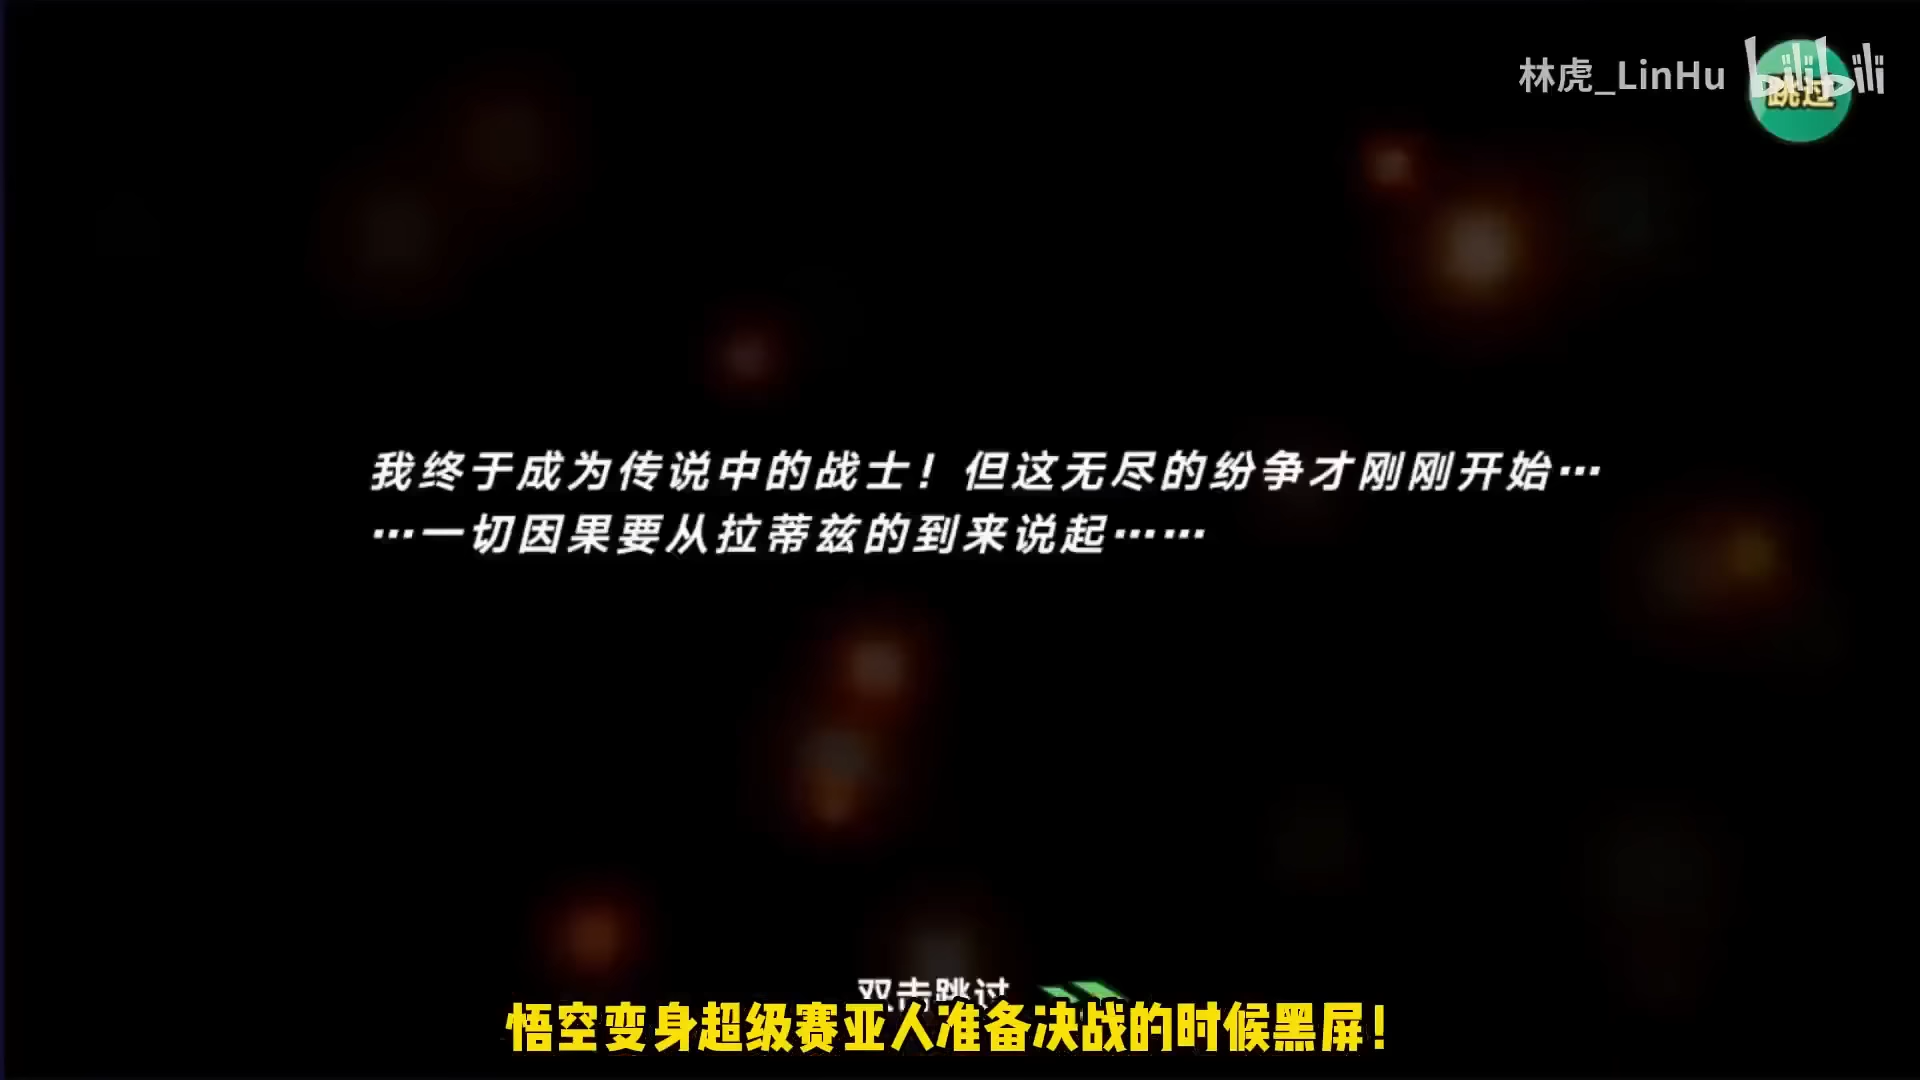 林虎_LinHu bilibili
跳过
我终于成为传说中的战士！但这无尽的纷争才刚刚开始…
…一切因果要从拉蒂兹的到来说起……
双击跳过
悟空变身超级赛亚人准备决战的时候黑屏！